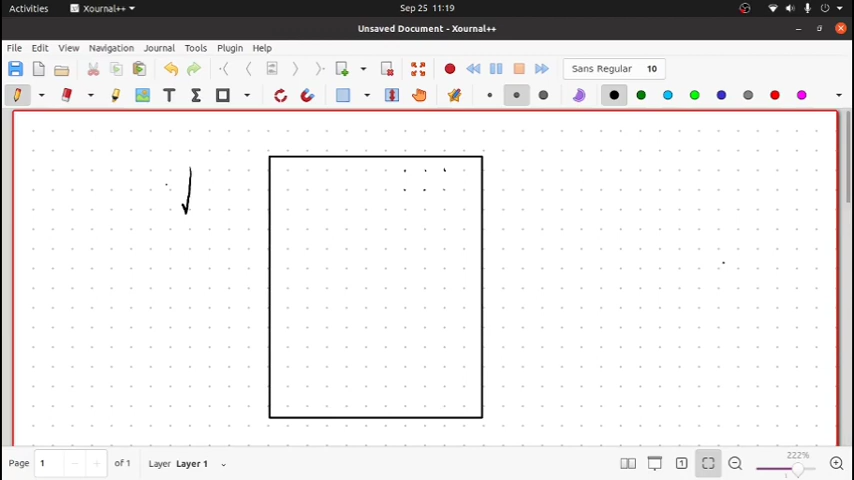 Activities Xournal++ Sep 25 11:19
Unsaved Document - Xournal++
File Edit View Navigation Journal Tools Plugin Help
Sans Regular 10
Page 1 of 1 Layer Layer 1 222%